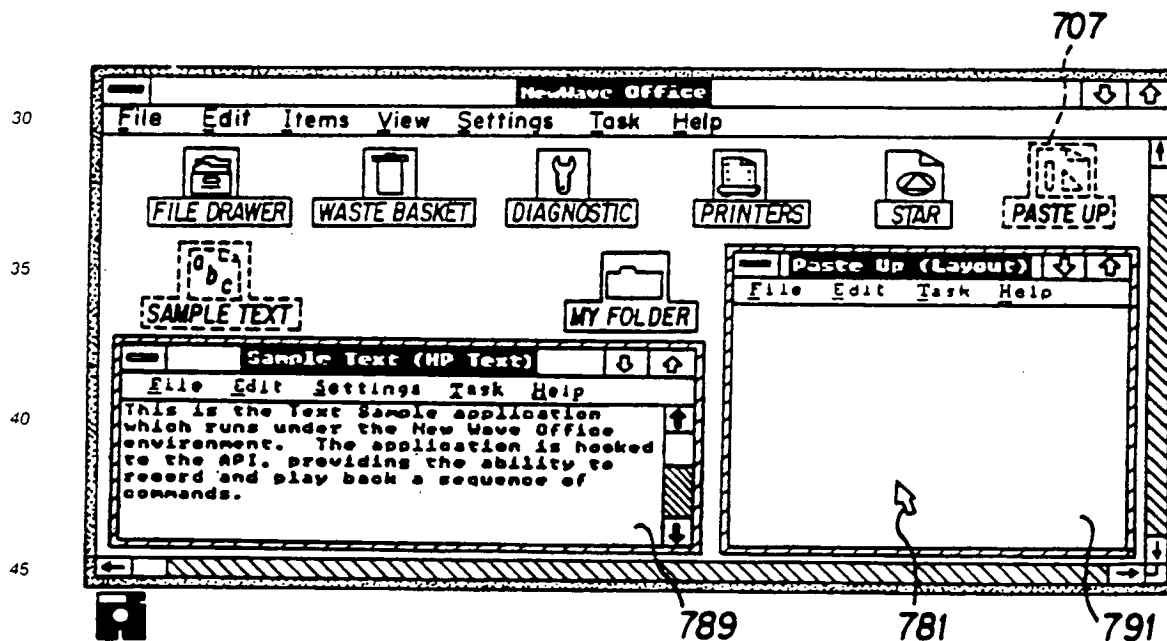 707
NewWave Office
30
File Edit Items View Settings Task Help
FILE DRAWER WASTE BASKET DIAGNOSTIC PRINTERS STAR PASTE UP
35
a b c
Paste Up (Layout)
File Edit Task Help
SAMPLE TEXT MY FOLDER
Sample Text (HP Text)
File Edit Settings Task Help
40
This is the Text Sample application
which runs under the New Wave Office
environment. The application is hooked
to the API, providing the ability to
record and play back a sequence of
commands.
45
789 781 791